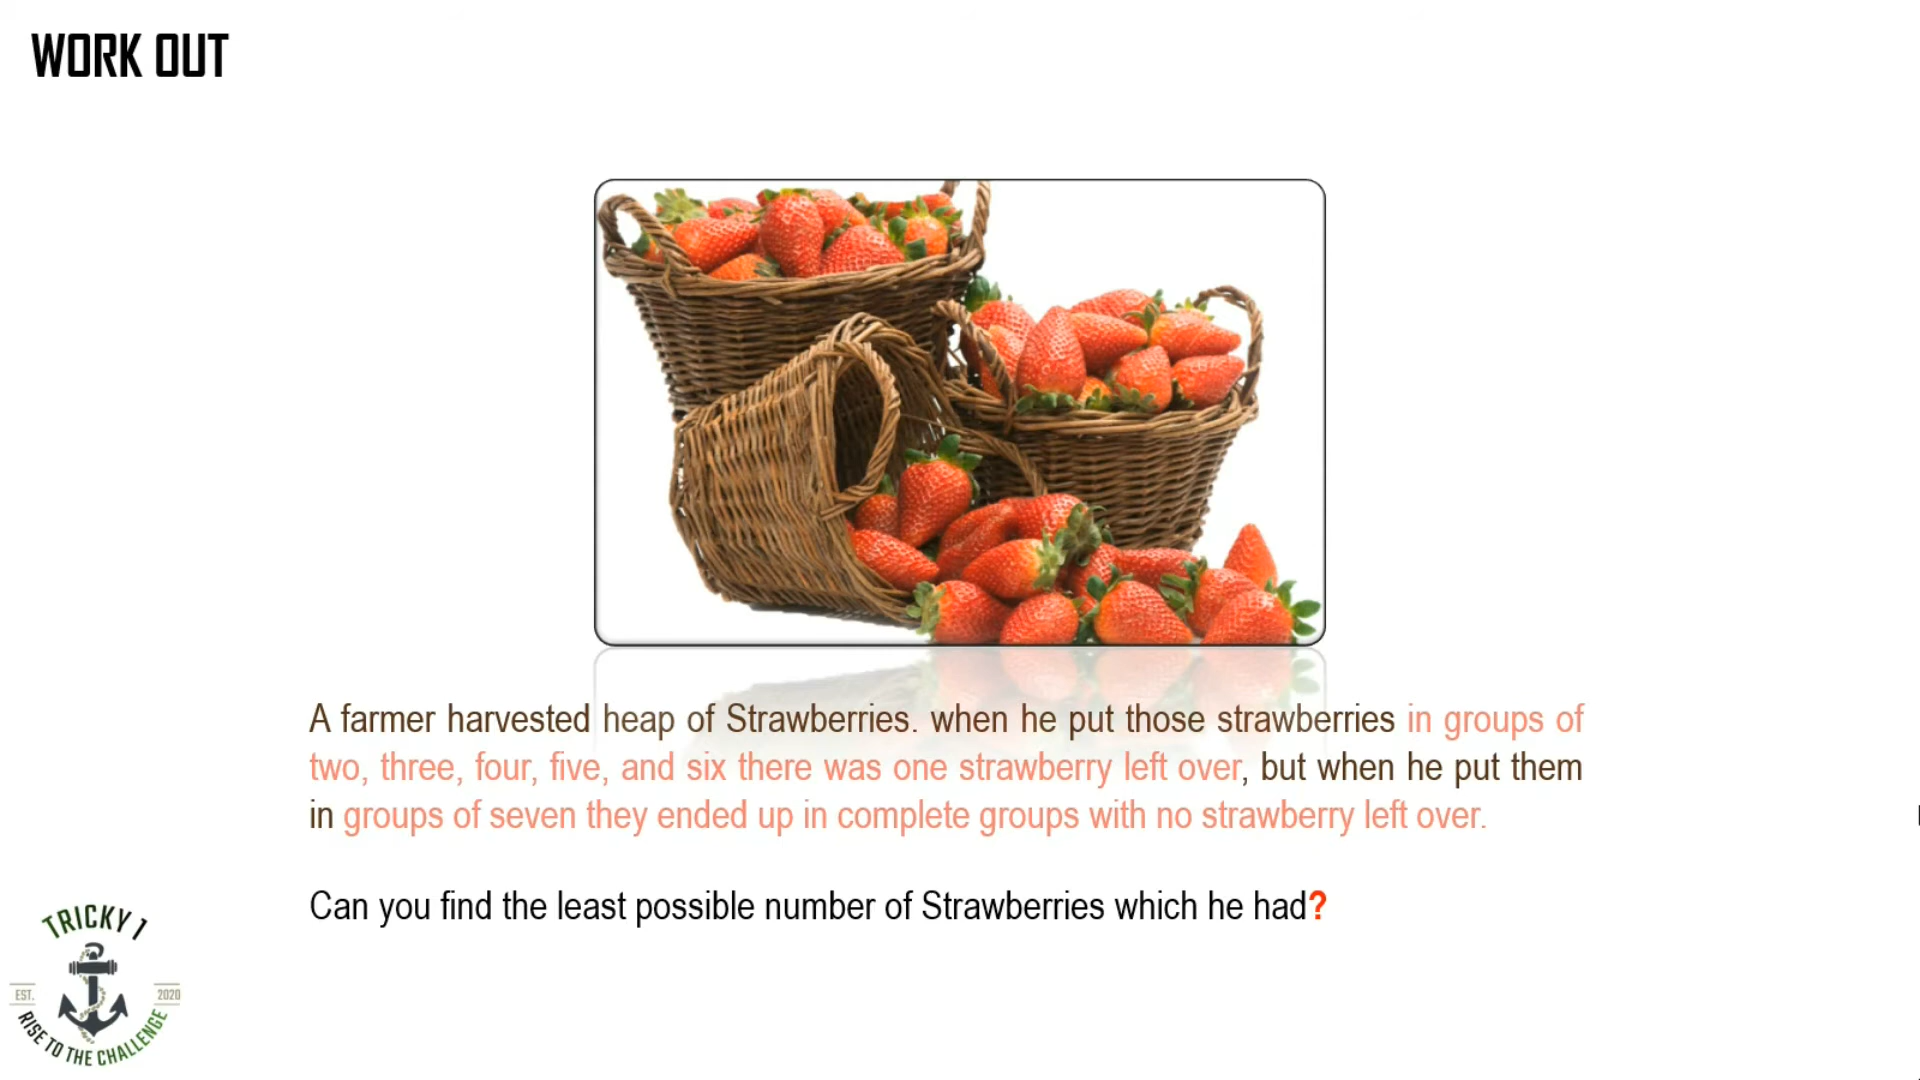 WORK OUT
A farmer harvested heap of Strawberries. when he put those strawberries in groups of
two, three, four, five, and six there was one strawberry left over, but when he put them
in groups of seven they ended up in complete groups with no strawberry left over.
Can you find the least possible number of Strawberries which he had?
TRICKY 1
EST. 2020
RISE TO THE CHALLENGE